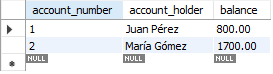 account_number account_holder balance
1 Juan Pérez 800.00
2 María Gómez 1700.00
NULL NULL NULL